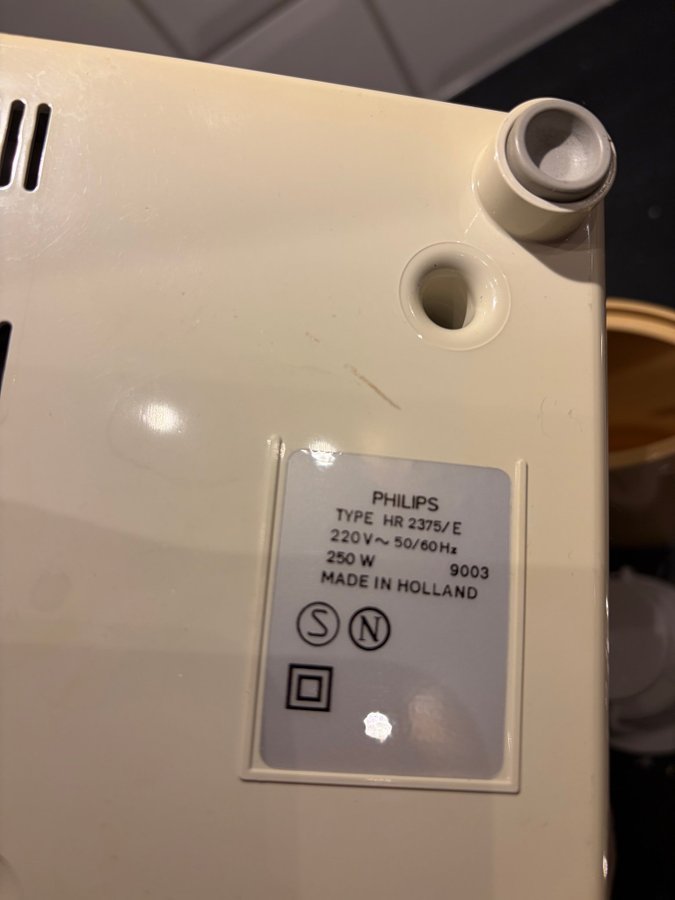 PHILIPS
TYPE HR 2375/E
220V~ 50/60Hz
250 W 9003
MADE IN HOLLAND
S N